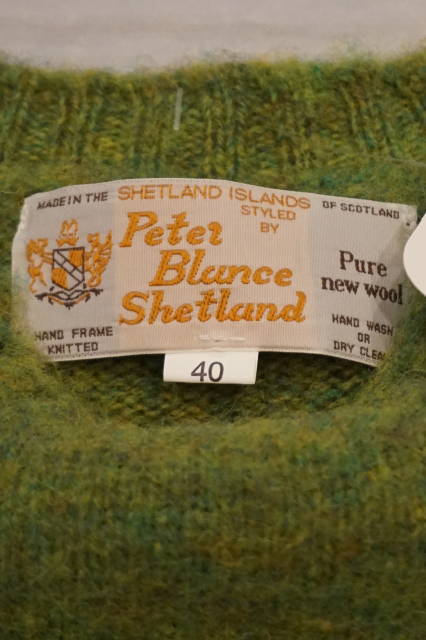 MADE IN THE SHETLAND ISLANDS OF SCOTLAND
STYLED
BY
Peter
Blance
Shetland
Pure
new wool
HAND FRAME
KNITTED
HAND WASH
OR
DRY CLEAN
40